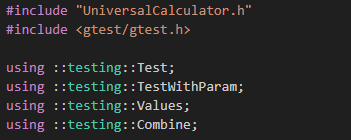 #include "UniversalCalculator.h"
#include <gtest/gtest.h>
using ::testing::Test;
using ::testing::TestWithParam;
using ::testing::Values;
using ::testing::Combine;